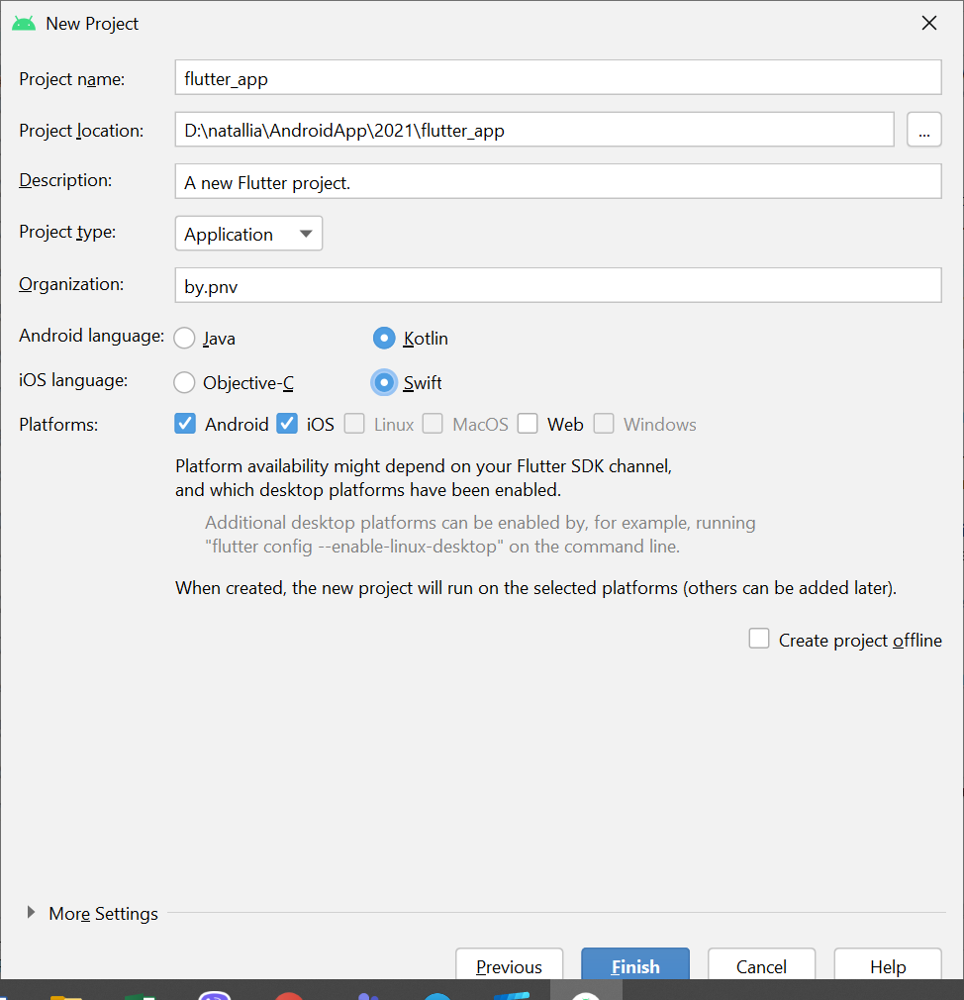 New Project
Project name: flutter_app
Project location: D:\natallia\AndroidApp\2021\flutter_app ...
Description: A new Flutter project.
Project type: Application
Organization: by.pnv
Android language: Java Kotlin
iOS language: Objective-C Swift
Platforms: Android iOS Linux MacOS Web Windows
Platform availability might depend on your Flutter SDK channel,
and which desktop platforms have been enabled.
Additional desktop platforms can be enabled by, for example, running
"flutter config --enable-linux-desktop" on the command line.
When created, the new project will run on the selected platforms (others can be added later).
Create project offline
More Settings
Previous Finish Cancel Help